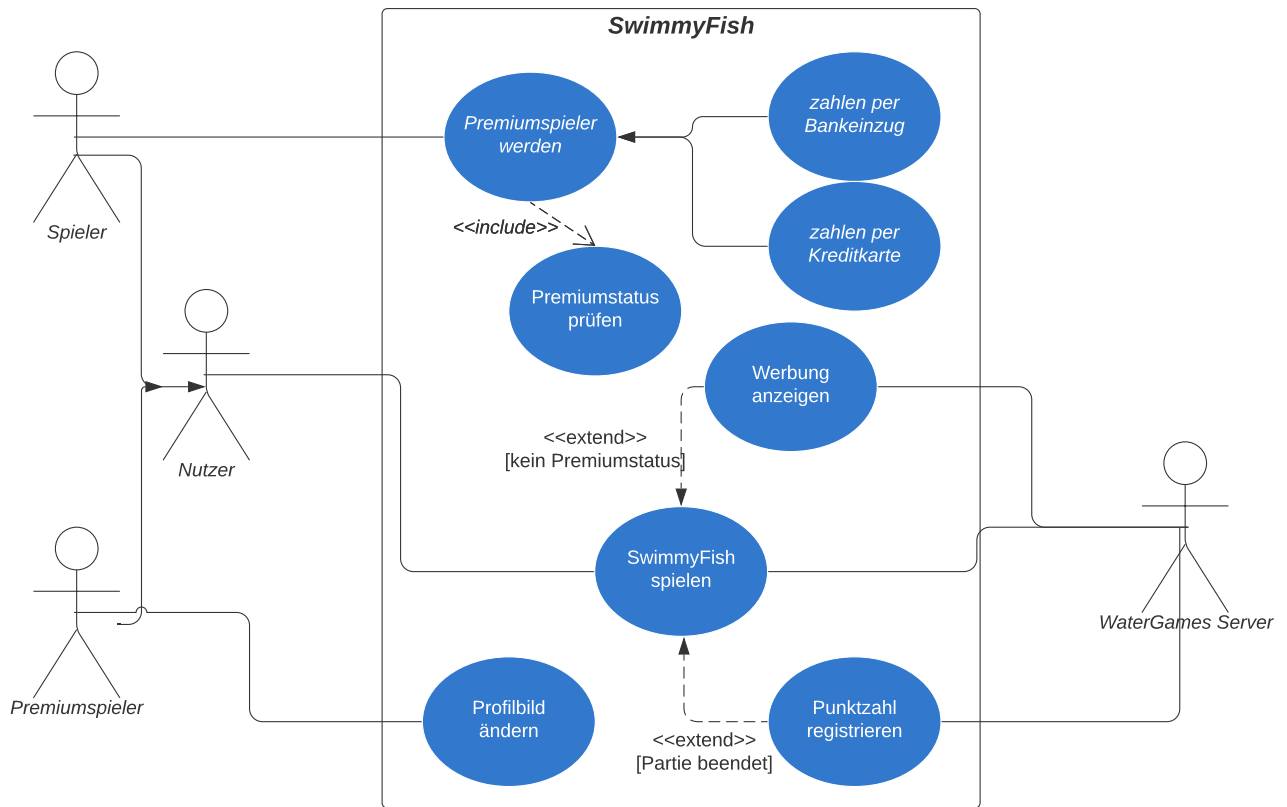 SwimmyFish
zahlen per
Bankeinzug
Premiumspieler
werden
<<include>>
Spieler
zahlen per
Kreditkarte
Premiumstatus
prüfen
Werbung
anzeigen
<<extend>>
[kein Premiumstatus]
Nutzer
SwimmyFish
spielen
WaterGames Server
Premiumspieler
Profilbild
ändern
Punktzahl
registrieren
<<extend>>
[Partie beendet]